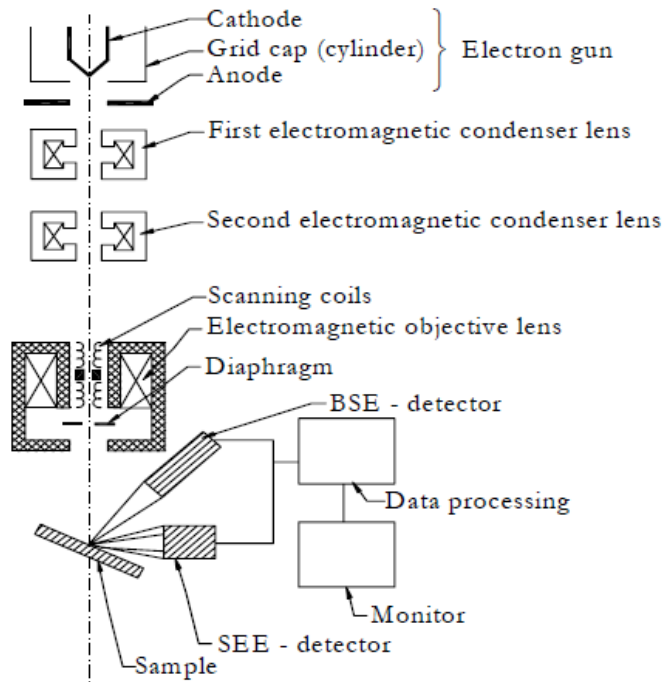 Cathode
Grid cap (cylinder)
Electron gun
Anode
First electromagnetic condenser lens
Second electromagnetic condenser lens
Scanning coils
Electromagnetic objective lens
Diaphragm
BSE - detector
Data processing
Monitor
SEE - detector
Sample